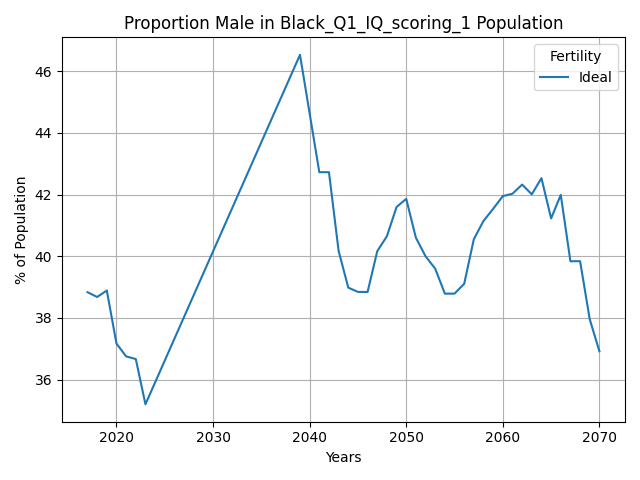 Proportion Male in Black_Q1_IQ_scoring_1 Population
Fertility
Ideal
46
44
42
40
38
36
% of Population
2020
2030
2040
2050
2060
2070
Years